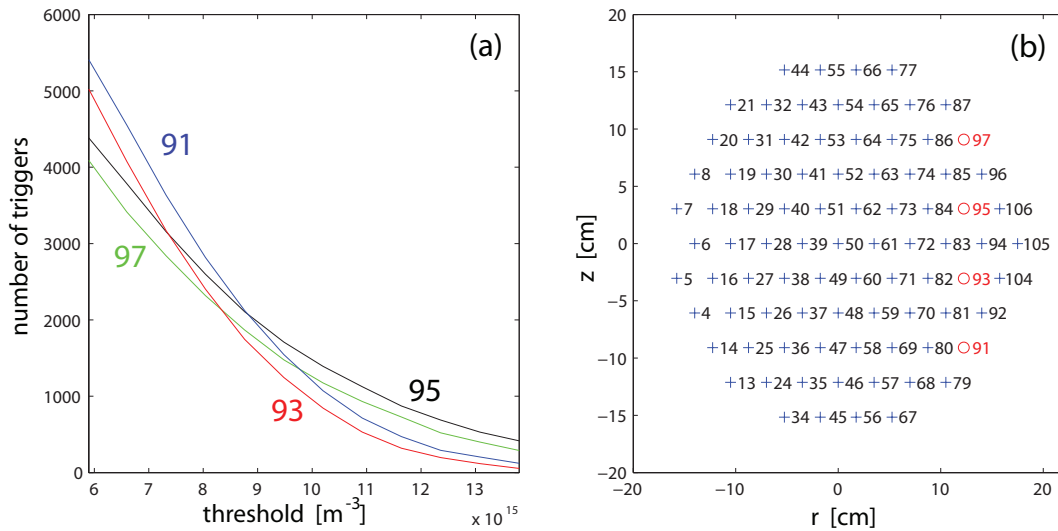 (a)
number of triggers
6000
5000
4000
3000
2000
1000
0
91
97
93
95
6 7 8 9 10 11 12 13
threshold [m⁻³]
x 10¹⁵
(b)
z [cm]
20
15
10
5
0
−5
−10
−15
−20
+44 +55 +66 +77
+21 +32 +43 +54 +65 +76 +87
+20 +31 +42 +53 +64 +75 +86 ○97
+8 +19 +30 +41 +52 +63 +74 +85 +96
+7 +18 +29 +40 +51 +62 +73 +84 ○95 +106
+6 +17 +28 +39 +50 +61 +72 +83 +94 +105
+5 +16 +27 +38 +49 +60 +71 +82 ○93 +104
+4 +15 +26 +37 +48 +59 +70 +81 +92
+14 +25 +36 +47 +58 +69 +80 ○91
+13 +24 +35 +46 +57 +68 +79
+34 +45 +56 +67
−20 −10 0 10 20
r [cm]